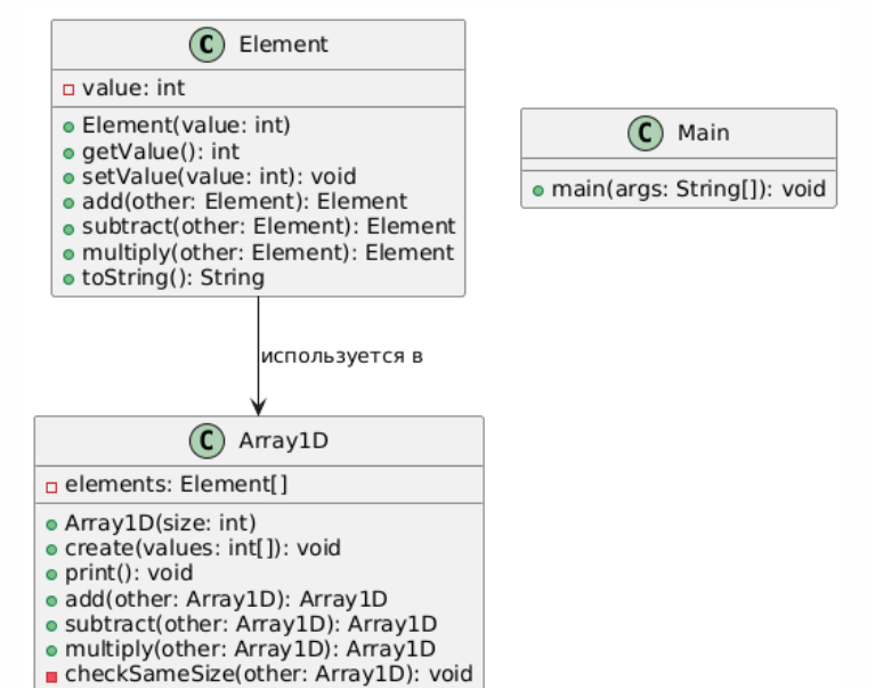 C Element
value: int
Element(value: int)
getValue(): int
setValue(value: int): void
add(other: Element): Element
subtract(other: Element): Element
multiply(other: Element): Element
toString(): String
C Main
main(args: String[]): void
используется в
C Array1D
elements: Element[]
Array1D(size: int)
create(values: int[]): void
print(): void
add(other: Array1D): Array1D
subtract(other: Array1D): Array1D
multiply(other: Array1D): Array1D
checkSameSize(other: Array1D): void